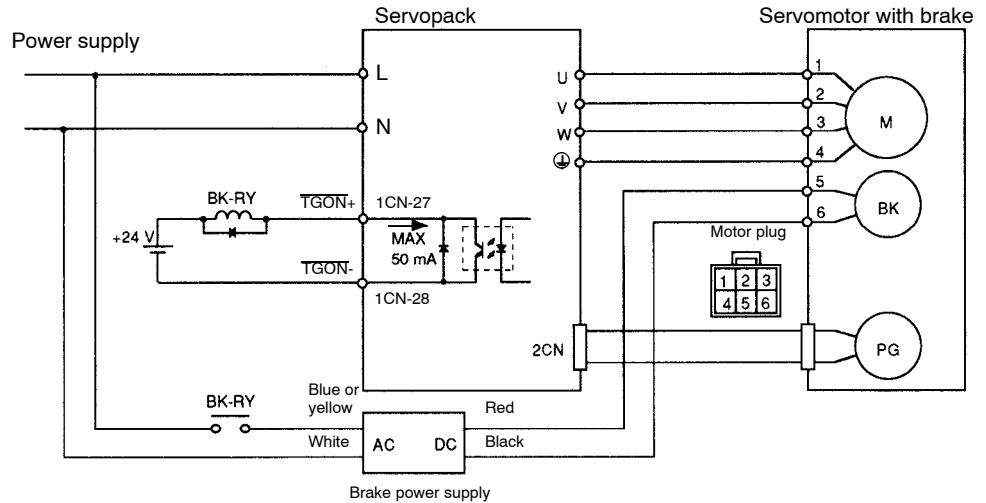 Servopack
Servomotor with brake
Power supply
L
N
U
V
W
1
2
3
4
M
5
6
BK
BK-RY
TGON+
1CN-27
+24 V
MAX
50 mA
TGON-
1CN-28
Motor plug
1 2 3
4 5 6
2CN
PG
BK-RY
Blue or
yellow
White
AC DC
Red
Black
Brake power supply